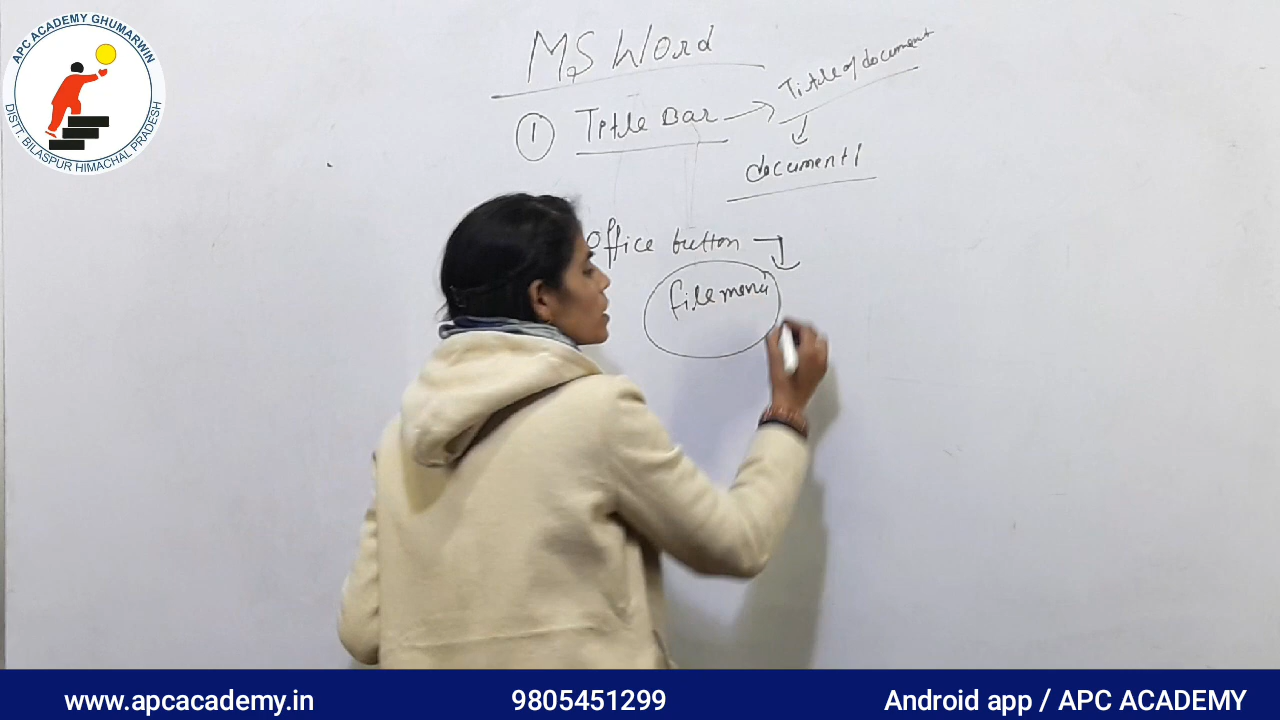 APC ACADEMY GHUMARWIN
DISTT. BILASPUR HIMACHAL PRADESH
MS Word
① Title Bar → Title of document
document1
Office button
file menu
www.apcacademy.in
9805451299
Android app / APC ACADEMY